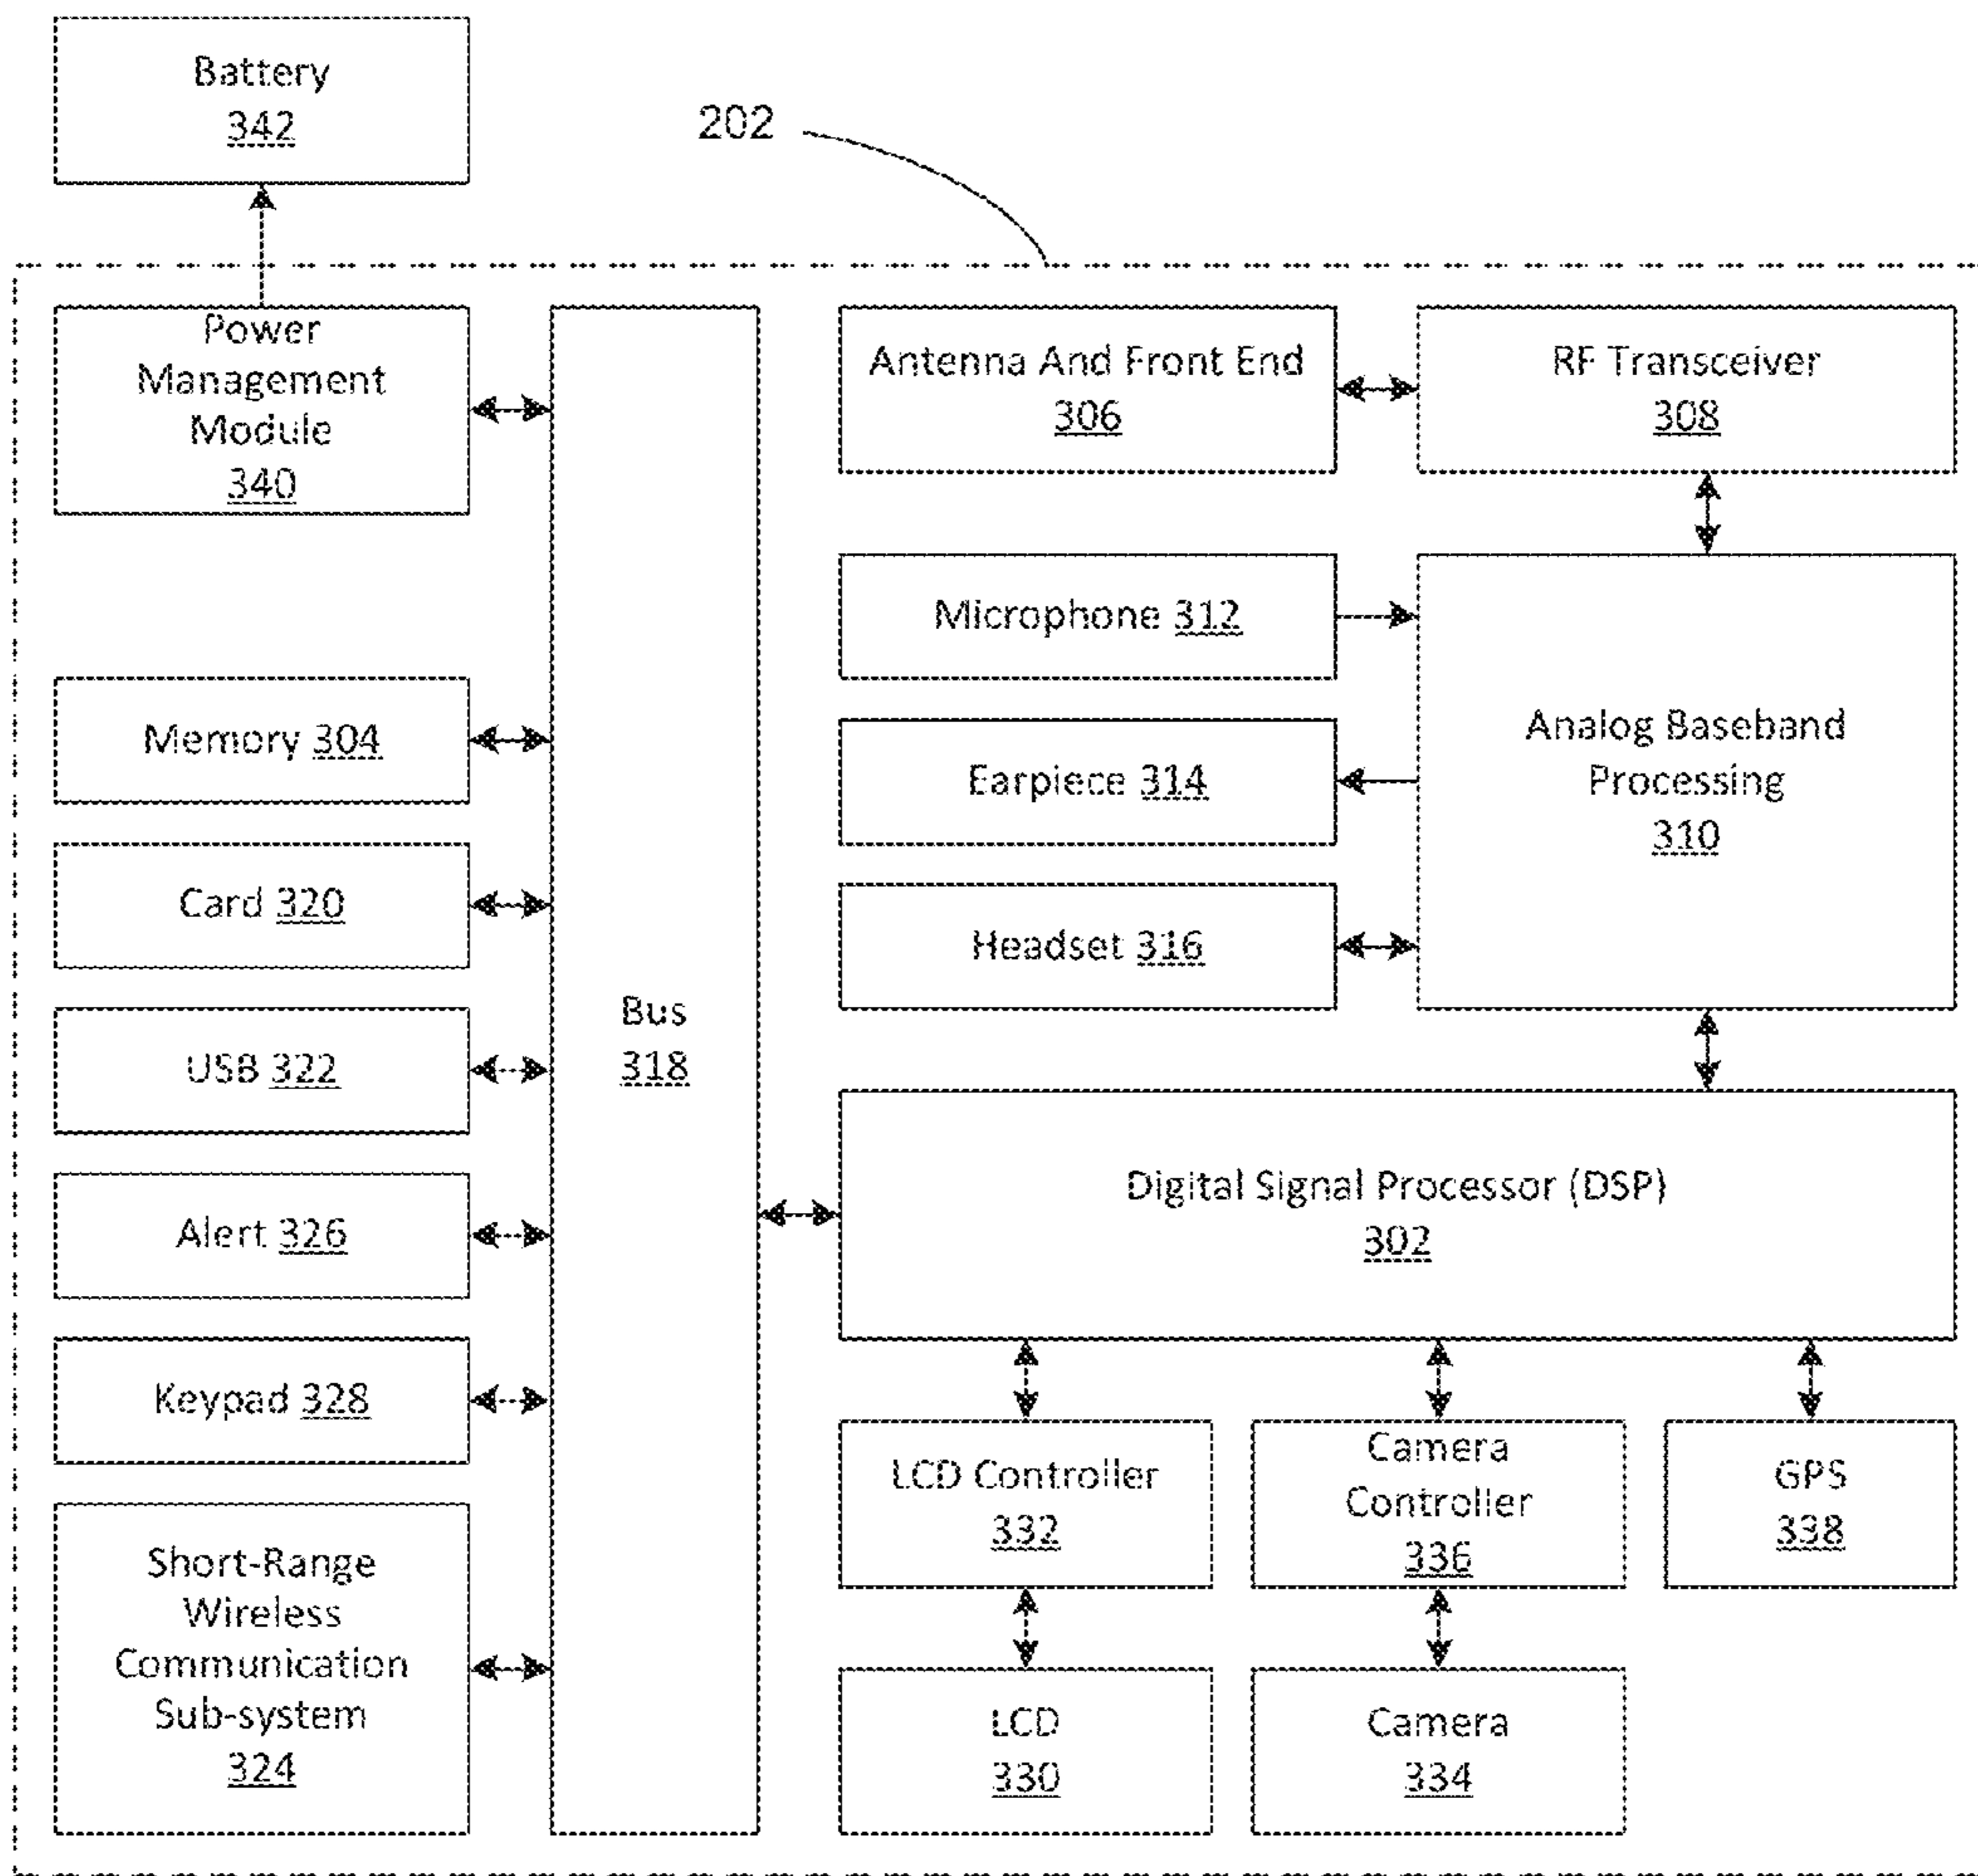 Battery
342
202
Power
Management
Module
340
Antenna And Front End
306
RF Transceiver
308
Microphone 312
Memory 304
Earpiece 314
Analog Baseband
Processing
310
Card 320
Headset 316
Bus
318
USB 322
Digital Signal Processor (DSP)
302
Alert 326
Keypad 328
LCD Controller
332
Camera
Controller
336
GPS
338
Short-Range
Wireless
Communication
Sub-system
324
LCD
330
Camera
334